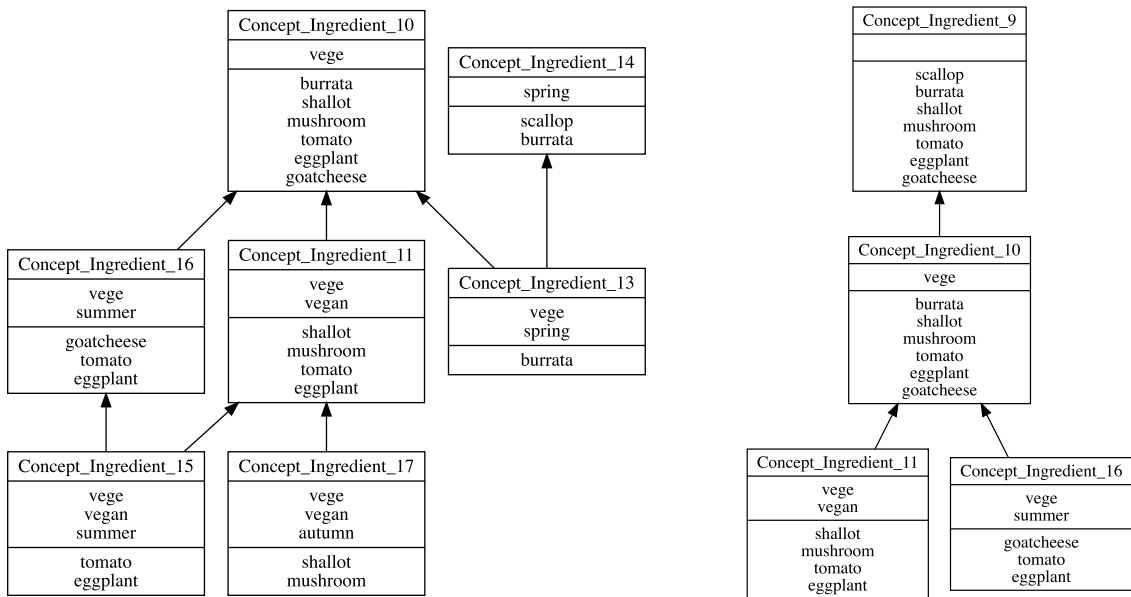 Concept_Ingredient_10
vege
burrata
shallot
mushroom
tomato
eggplant
goatcheese
Concept_Ingredient_14
spring
scallop
burrata
Concept_Ingredient_16
vege
summer
goatcheese
tomato
eggplant
Concept_Ingredient_11
vege
vegan
shallot
mushroom
tomato
eggplant
Concept_Ingredient_13
vege
spring
burrata
Concept_Ingredient_15
vege
vegan
summer
tomato
eggplant
Concept_Ingredient_17
vege
vegan
autumn
shallot
mushroom
Concept_Ingredient_9
scallop
burrata
shallot
mushroom
tomato
eggplant
goatcheese
Concept_Ingredient_10
vege
burrata
shallot
mushroom
tomato
eggplant
goatcheese
Concept_Ingredient_11
vege
vegan
shallot
mushroom
tomato
eggplant
Concept_Ingredient_16
vege
summer
goatcheese
tomato
eggplant